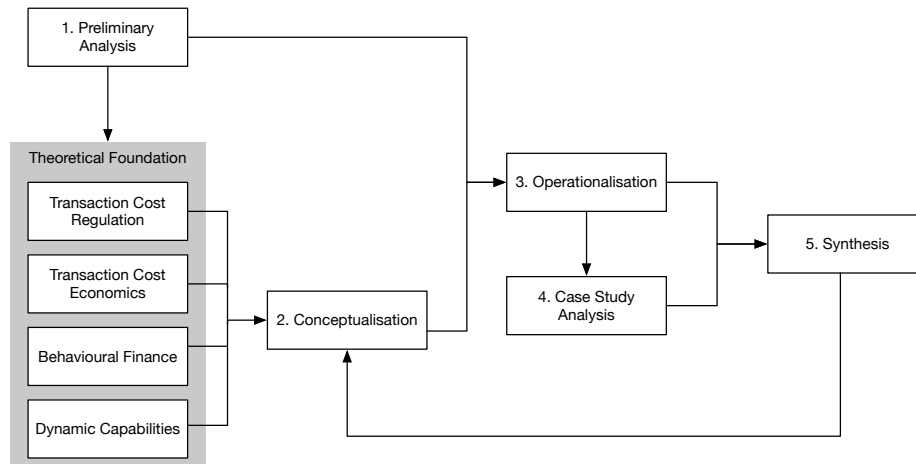 1. Preliminary
Analysis
Theoretical Foundation
Transaction Cost
Regulation
Transaction Cost
Economics
Behavioural Finance
Dynamic Capabilities
2. Conceptualisation
3. Operationalisation
4. Case Study
Analysis
5. Synthesis